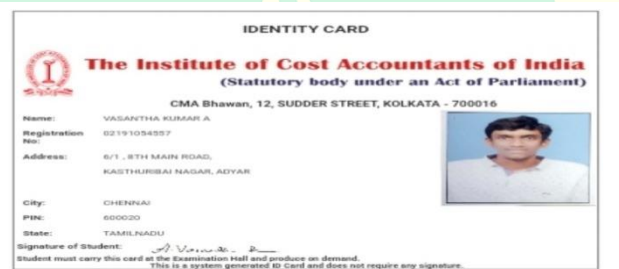 IDENTITY CARD
The Institute of Cost Accountants of India
(Statutory body under an Act of Parliament)
CMA Bhawan, 12, SUDDER STREET, KOLKATA - 700016
Name: VASANTHA KUMAR A
Registration No: 02191054557
Address: 6/1 , 8TH MAIN ROAD,
KASTHURIBAI NAGAR, ADYAR
City: CHENNAI
PIN: 600020
State: TAMILNADU
Signature of Student:
Student must carry this card at the Examination Hall and produce on demand.
This is a system generated ID Card and does not require any signature.